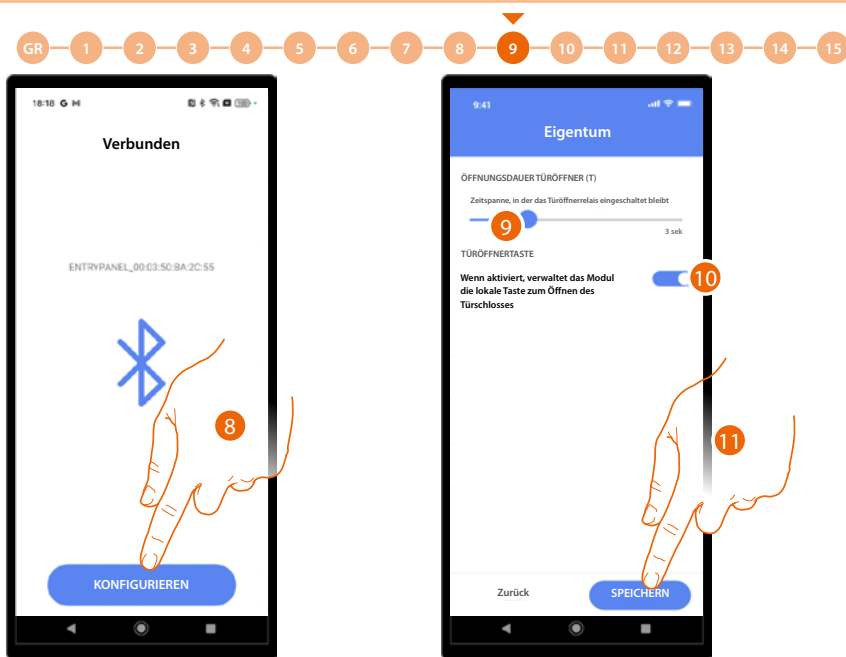 GR 1 2 3 4 5 6 7 8 9 10 11 12 13 14 15
18:18 G M
Verbunden
ENTRYPANEL_00:03:50:BA:2C:55
8
KONFIGURIEREN
9:41
Eigentum
ÖFFNUNGSDAUER TÜRÖFFNER (T)
Zeitspanne, in der das Türöffnerrelais eingeschaltet bleibt
9
3 sek
TÜRÖFFNERTASTE
Wenn aktiviert, verwaltet das Modul
die lokale Taste zum Öffnen des
Türschlosses
10
11
Zurück
SPEICHERN